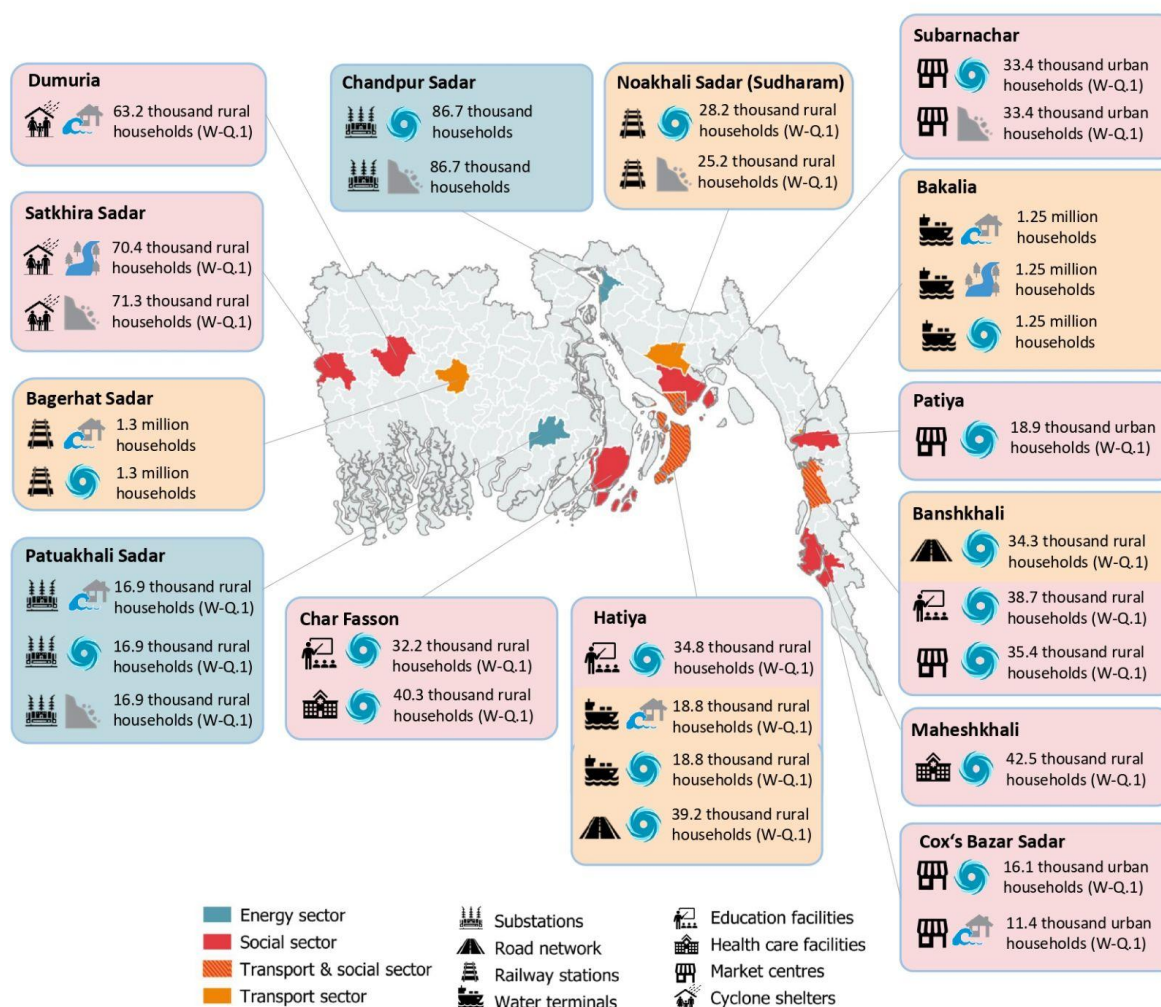 Dumuria
63.2 thousand rural
households (W-Q.1)
Satkhira Sadar
70.4 thousand rural
households (W-Q.1)
71.3 thousand rural
households (W-Q.1)
Bagerhat Sadar
1.3 million
households
1.3 million
households
Patuakhali Sadar
16.9 thousand rural
households (W-Q.1)
16.9 thousand rural
households (W-Q.1)
16.9 thousand rural
households (W-Q.1)
Chandpur Sadar
86.7 thousand
households
86.7 thousand
households
Noakhali Sadar (Sudharam)
28.2 thousand rural
households (W-Q.1)
25.2 thousand rural
households (W-Q.1)
Char Fasson
32.2 thousand rural
households (W-Q.1)
40.3 thousand rural
households (W-Q.1)
Hatiya
34.8 thousand rural
households (W-Q.1)
18.8 thousand rural
households (W-Q.1)
18.8 thousand rural
households (W-Q.1)
39.2 thousand rural
households (W-Q.1)
Subarnachar
33.4 thousand urban
households (W-Q.1)
33.4 thousand urban
households (W-Q.1)
Bakalia
1.25 million
households
1.25 million
households
1.25 million
households
Patiya
18.9 thousand urban
households (W-Q.1)
Banshkhali
34.3 thousand rural
households (W-Q.1)
38.7 thousand rural
households (W-Q.1)
35.4 thousand rural
households (W-Q.1)
Maheshkhali
42.5 thousand rural
households (W-Q.1)
Cox‘s Bazar Sadar
16.1 thousand urban
households (W-Q.1)
11.4 thousand urban
households (W-Q.1)
Energy sector
Social sector
Transport & social sector
Transport sector
Substations
Road network
Railway stations
Water terminals
Education facilities
Health care facilities
Market centres
Cyclone shelters